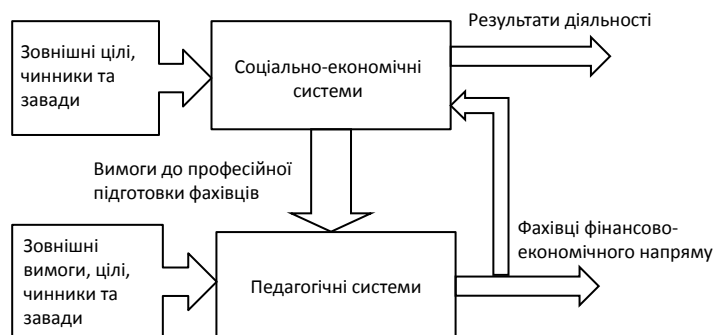 Результати діяльності
Зовнішні цілі,
чинники та
завади
Соціально-економічні
системи
Вимоги до професійної
підготовки фахівців
Зовнішні
вимоги, цілі,
чинники та
завади
Педагогічні системи
Фахівці фінансово-
економічного напряму